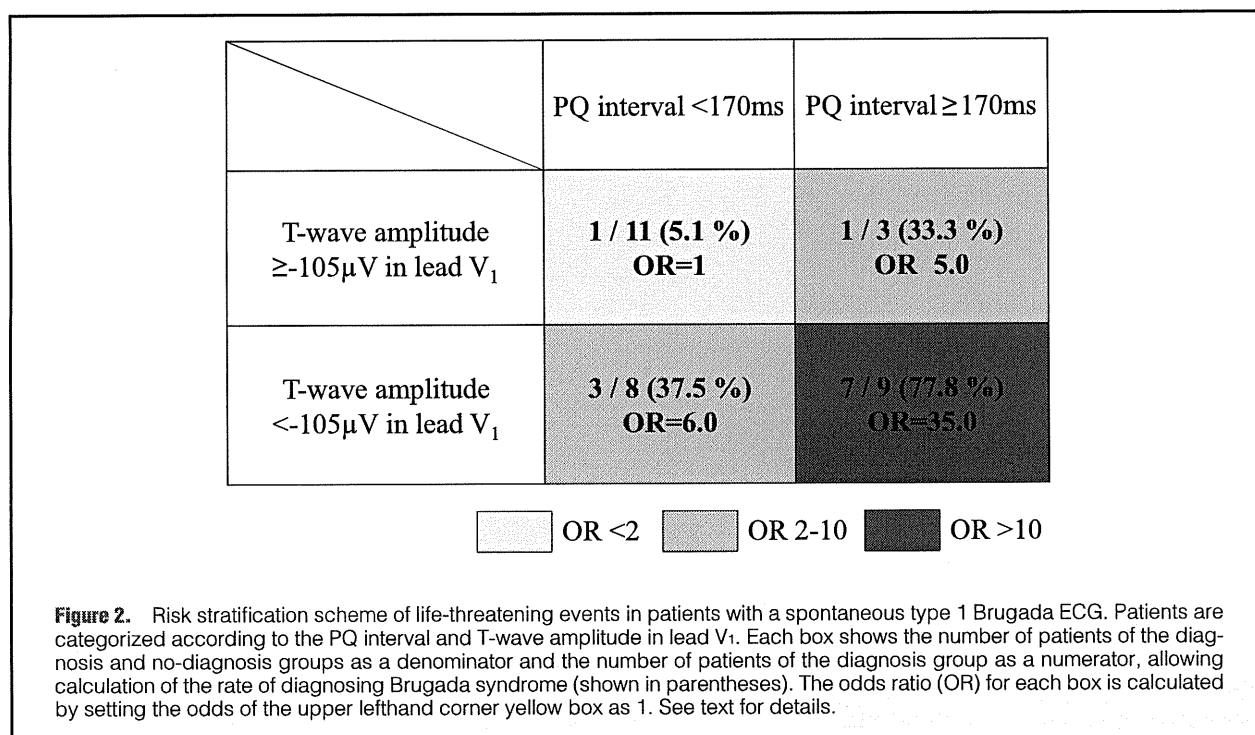 PQ interval <170ms PQ interval ≥170ms
T-wave amplitude
≥-105µV in lead V1
1 / 11 (5.1 %)
OR=1
1 / 3 (33.3 %)
OR 5.0
T-wave amplitude
<-105µV in lead V1
3 / 8 (37.5 %)
OR=6.0
7 / 9 (77.8 %)
OR=35.0
OR <2 OR 2-10 OR >10
Figure 2. Risk stratification scheme of life-threatening events in patients with a spontaneous type 1 Brugada ECG. Patients are
categorized according to the PQ interval and T-wave amplitude in lead V1. Each box shows the number of patients of the diag-
nosis and no-diagnosis groups as a denominator and the number of patients of the diagnosis group as a numerator, allowing
calculation of the rate of diagnosing Brugada syndrome (shown in parentheses). The odds ratio (OR) for each box is calculated
by setting the odds of the upper lefthand corner yellow box as 1. See text for details.